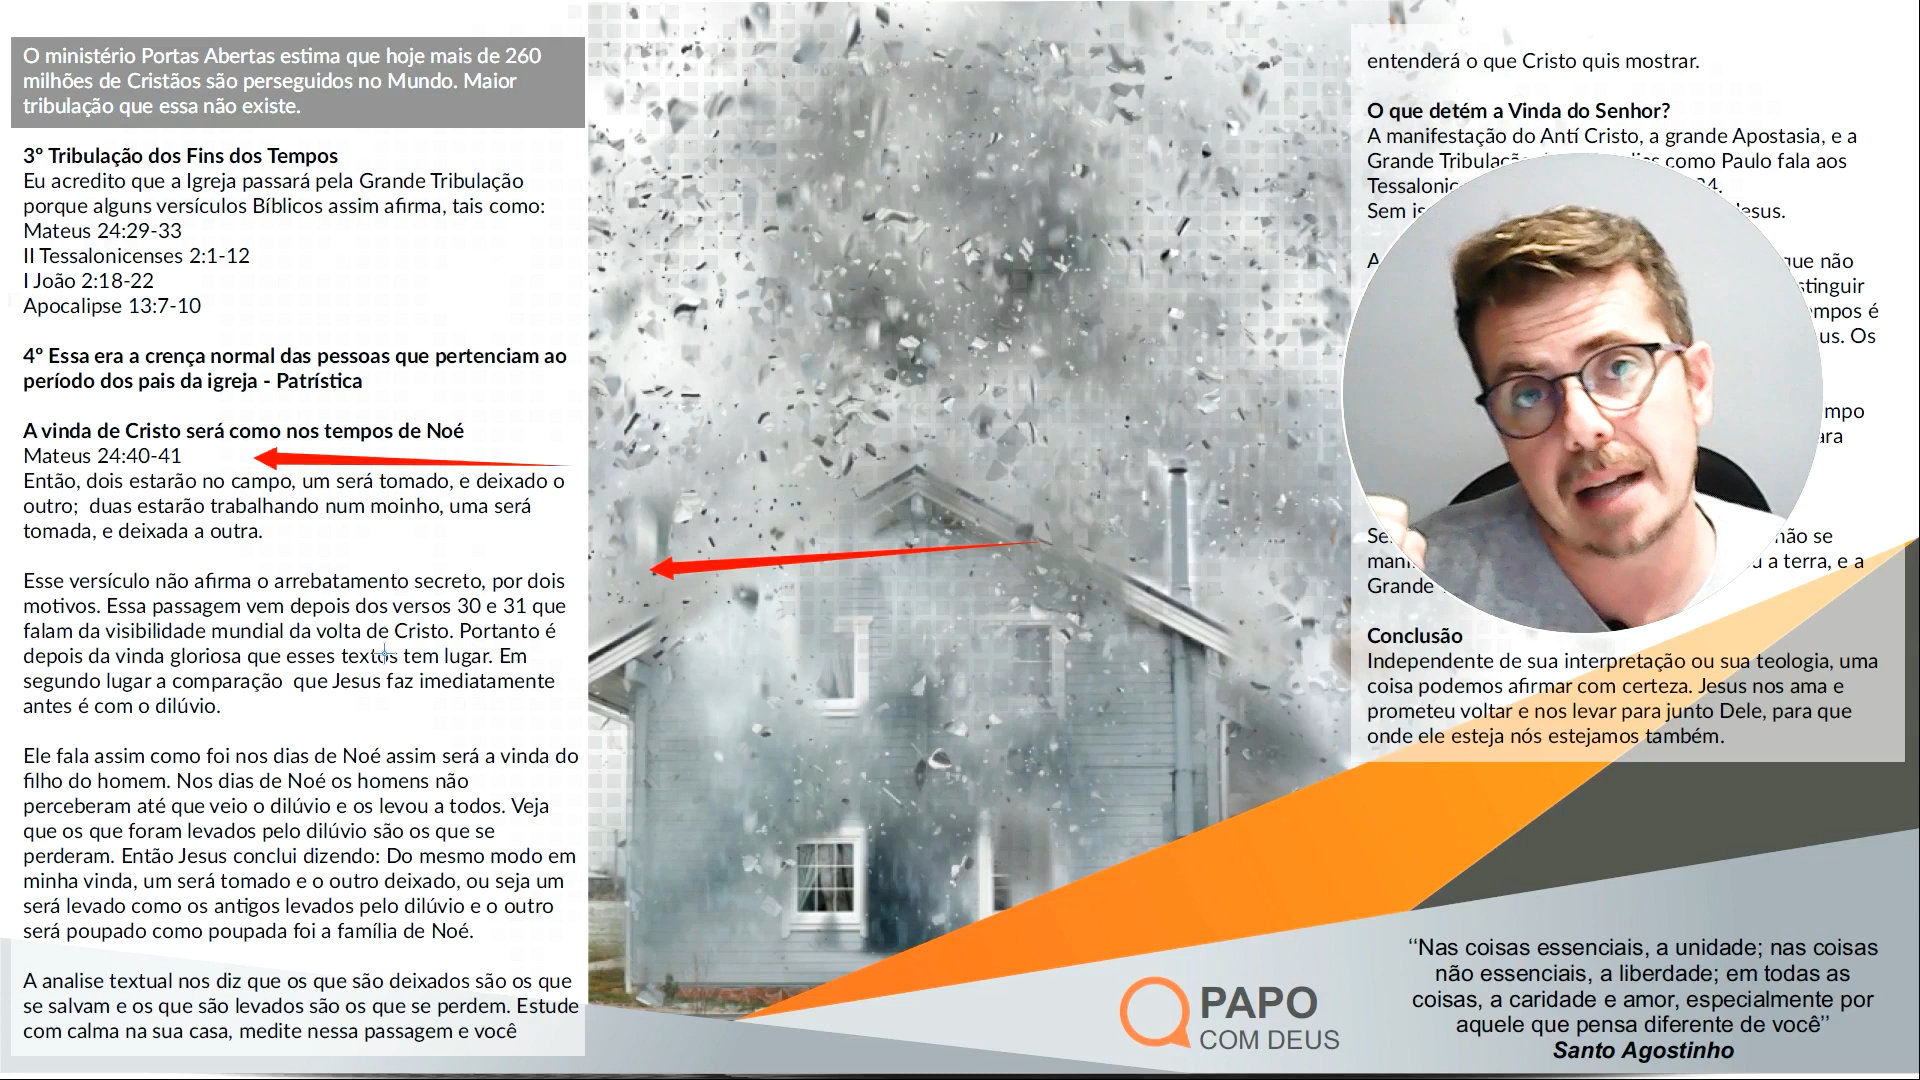 O ministério Portas Abertas estima que hoje mais de 260
milhões de Cristãos são perseguidos no Mundo. Maior
tribulação que essa não existe.
3º Tribulação dos Fins dos Tempos
Eu acredito que a Igreja passará pela Grande Tribulação
porque alguns versículos Bíblicos assim afirma, tais como:
Mateus 24:29-33
II Tessalonicenses 2:1-12
I João 2:18-22
Apocalipse 13:7-10
4º Essa era a crença normal das pessoas que pertenciam ao
período dos pais da igreja - Patrística
A vinda de Cristo será como nos tempos de Noé
Mateus 24:40-41
Então, dois estarão no campo, um será tomado, e deixado o
outro;  duas estarão trabalhando num moinho, uma será
tomada, e deixada a outra.
Esse versículo não afirma o arrebatamento secreto, por dois
motivos. Essa passagem vem depois dos versos 30 e 31 que
falam da visibilidade mundial da volta de Cristo. Portanto é
depois da vinda gloriosa que esses textos tem lugar. Em
segundo lugar a comparação  que Jesus faz imediatamente
antes é com o dilúvio.
Ele fala assim como foi nos dias de Noé assim será a vinda do
filho do homem. Nos dias de Noé os homens não
perceberam até que veio o dilúvio e os levou a todos. Veja
que os que foram levados pelo dilúvio são os que se
perderam. Então Jesus conclui dizendo: Do mesmo modo em
minha vinda, um será tomado e o outro deixado, ou seja um
será levado como os antigos levados pelo dilúvio e o outro
será poupado como poupada foi a família de Noé.
A analise textual nos diz que os que são deixados são os que
se salvam e os que são levados são os que se perdem. Estude
com calma na sua casa, medite nessa passagem e você
entenderá o que Cristo quis mostrar.
O que detém a Vinda do Senhor?
A manifestação do Antí Cristo, a grande Apostasia, e a
Grande como Paulo fala aos
Sem
que não
é
Os
não se
a terra, e a
Grande
Conclusão
Independente de sua interpretação ou sua teologia, uma
coisa podemos afirmar com certeza. Jesus nos ama e
prometeu voltar e nos levar para junto Dele, para que
onde ele esteja nós estejamos também.
PAPO
COM DEUS
‘‘Nas coisas essenciais, a unidade; nas coisas
não essenciais, a liberdade; em todas as
coisas, a caridade e amor, especialmente por
aquele que pensa diferente de você’’
Santo Agostinho